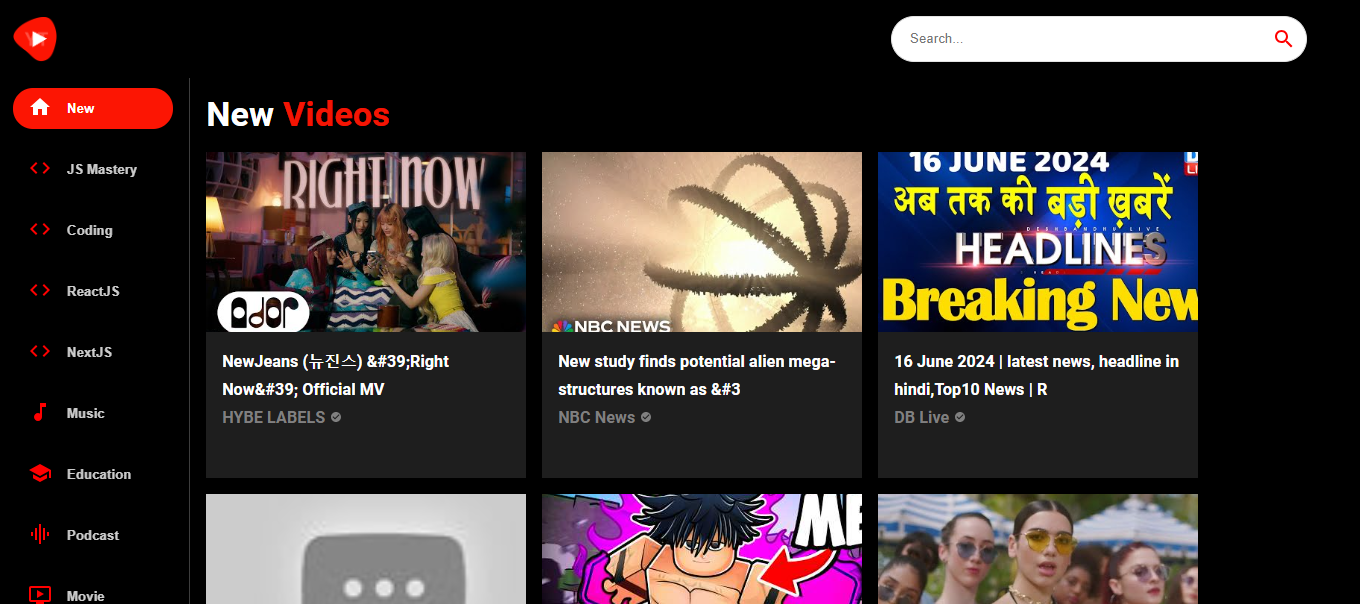 Search...
New
JS Mastery
Coding
ReactJS
NextJS
Music
Education
Podcast
Movie
New Videos
RIGHT NOW
ador
NewJeans (뉴진스) &#39;Right
Now&#39; Official MV
HYBE LABELS
NBC NEWS
New study finds potential alien mega-
structures known as &#3
NBC News
16 JUNE 2024
अब तक की बड़ी ख़बरें
DESHBANDHU LIVE
HEADLINES
Breaking New
16 June 2024 | latest news, headline in
hindi,Top10 News | R
DB Live
ME